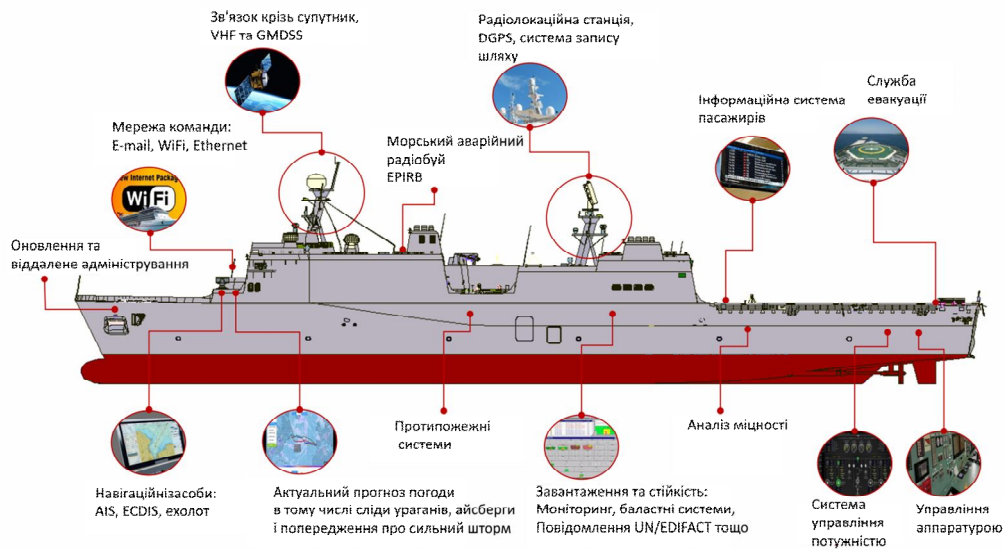 Зв'язок крізь супутник,
VHF та GMDSS
Радіолокаційна станція,
DGPS, система запису
шляху
Служба
евакуації
Інформаційна система
пасажирів
Мережа команди:
E-mail, WiFi, Ethernet
Морський аварійний
радіобуй
EPIRB
w Internet Packag
WiFi
Оновлення та
віддалене адміністрування
Протипожежні
системи
Аналіз міцності
Навігаційнізасоби:
AIS, ECDIS, ехолот
Актуальний прогноз погоди
в тому числі сліди ураганів, айсберги
і попередження про сильний шторм
Завантаження та стійкість:
Моніторинг, баластні системи,
Повідомлення UN/EDIFACT тощо
Система
управління
потужністю
Управління
аппаратурою